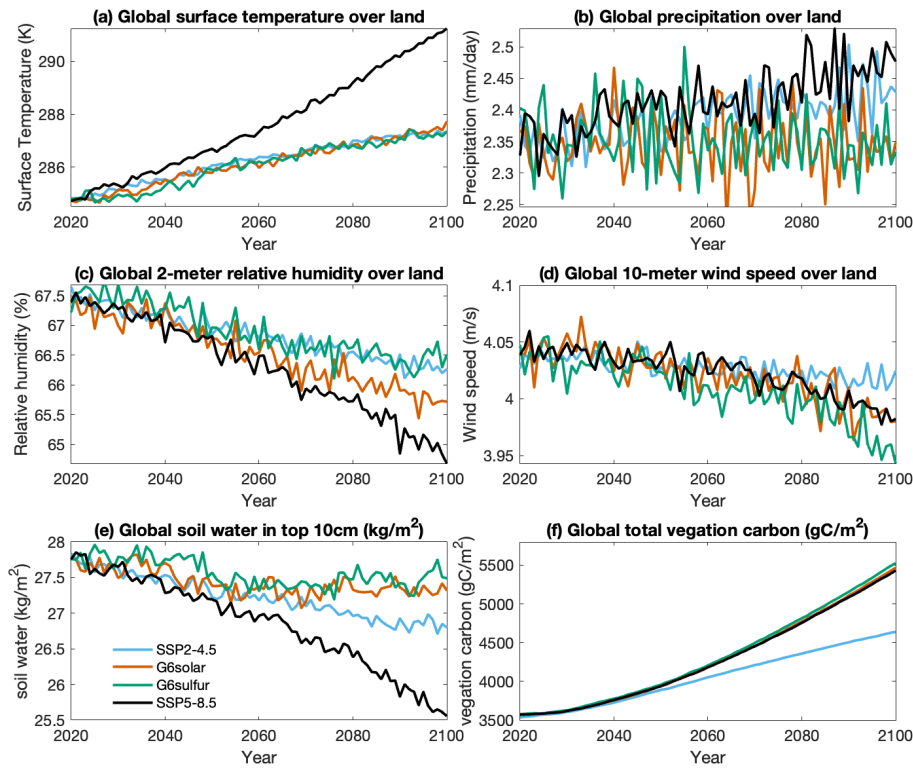 (a) Global surface temperature over land
Surface Temperature (K)
290
288
286
2020 2040 2060 2080 2100
Year
(b) Global precipitation over land
Precipitation (mm/day)
2.5
2.45
2.4
2.35
2.3
2.25
2020 2040 2060 2080 2100
Year
(c) Global 2-meter relative humidity over land
Relative humidity (%)
67.5
67
66.5
66
65.5
65
2020 2040 2060 2080 2100
Year
(d) Global 10-meter wind speed over land
Wind speed (m/s)
4.1
4.05
4
3.95
2020 2040 2060 2080 2100
Year
(e) Global soil water in top 10cm (kg/m²)
soil water (kg/m²)
28
27.5
27
26.5
26
25.5
SSP2-4.5
G6solar
G6sulfur
SSP5-8.5
2020 2040 2060 2080 2100
Year
(f) Global total vegation carbon (gC/m²)
vegation carbon (gC/m²)
5500
5000
4500
4000
3500
2020 2040 2060 2080 2100
Year